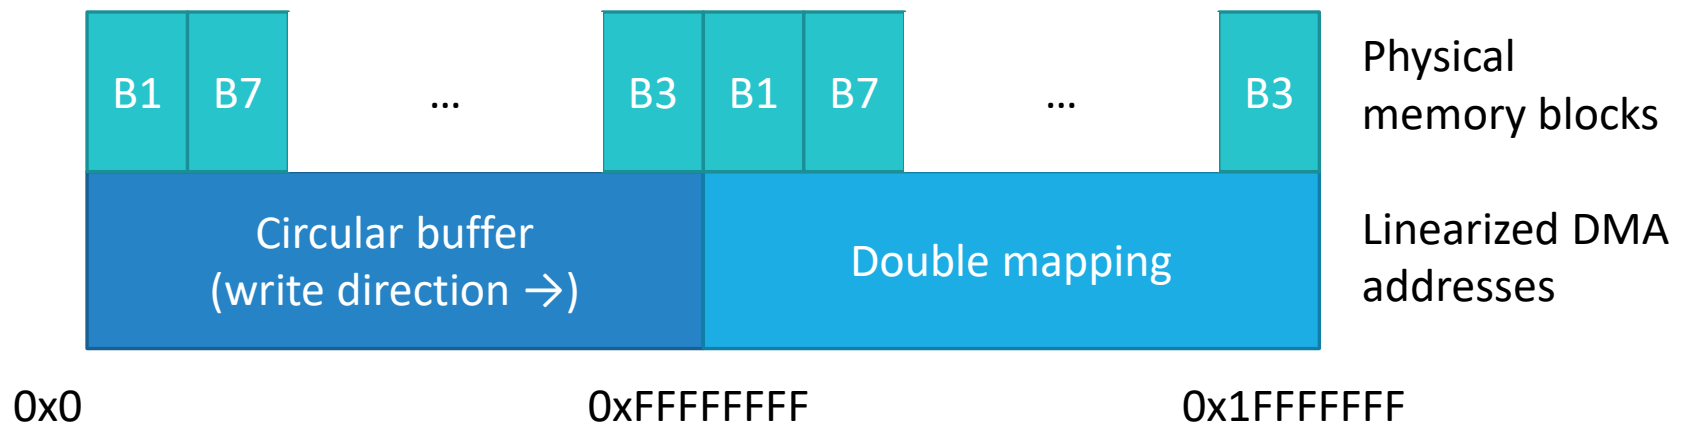 B1 B7 ... B3 B1 B7 ... B3
Physical
memory blocks
Circular buffer
(write direction →)
Double mapping
Linearized DMA
addresses
0x0 0xFFFFFFFF 0x1FFFFFFF